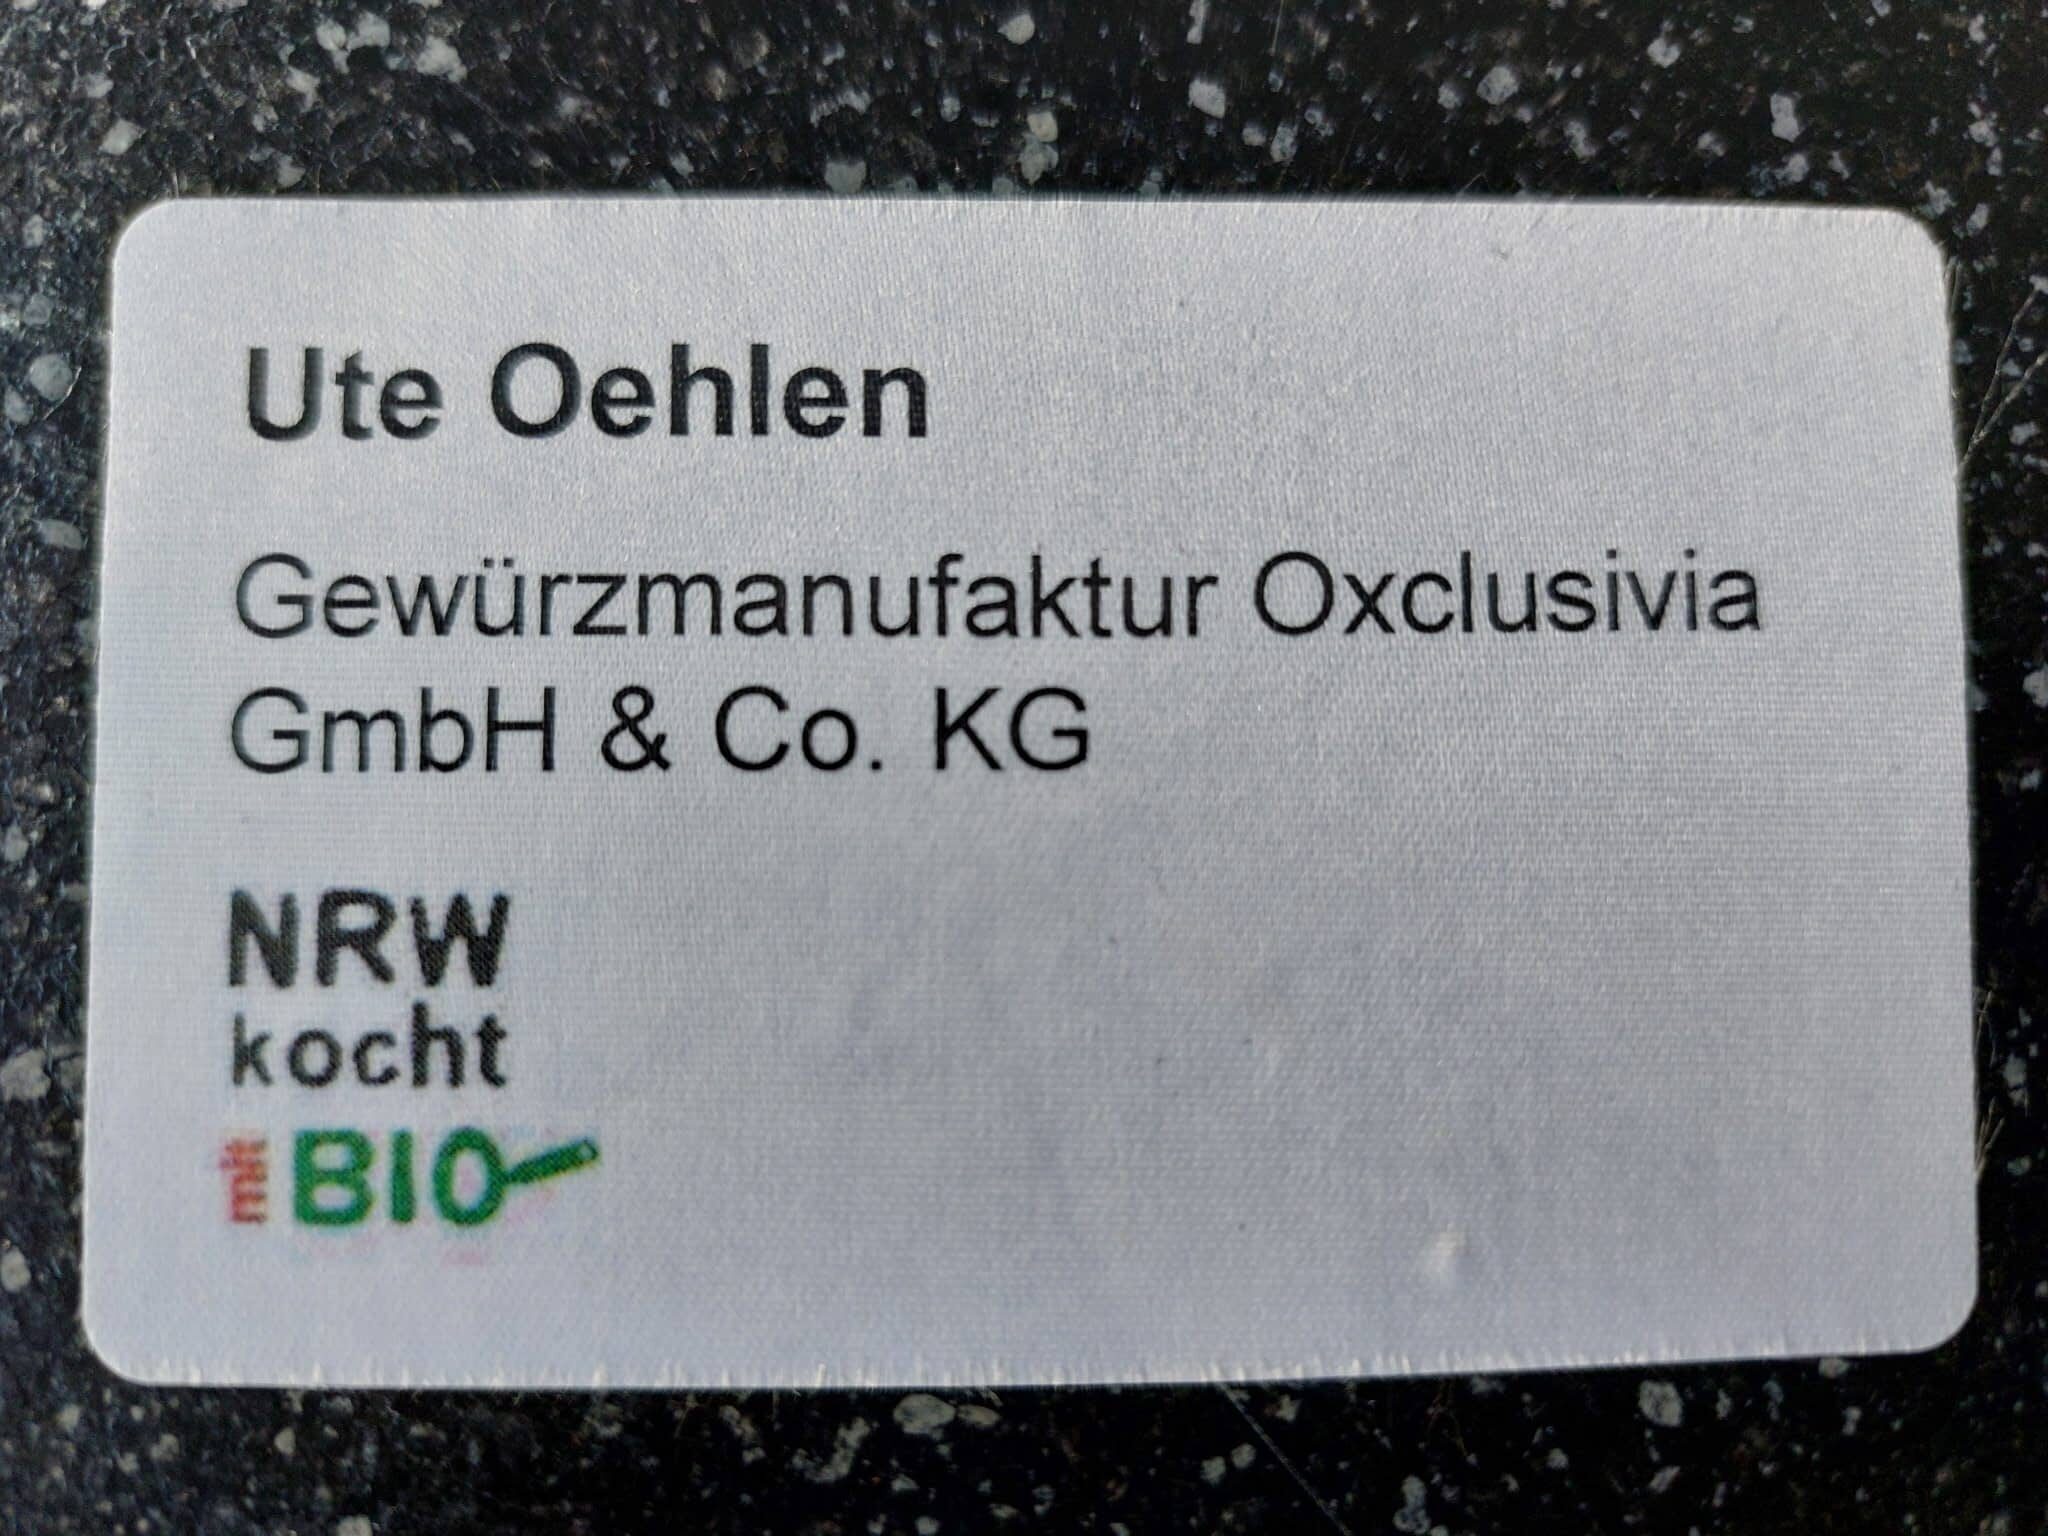 Ute Oehlen
Gewürzmanufaktur Oxclusivia
GmbH & Co. KG
NRW
kocht
mit BIO